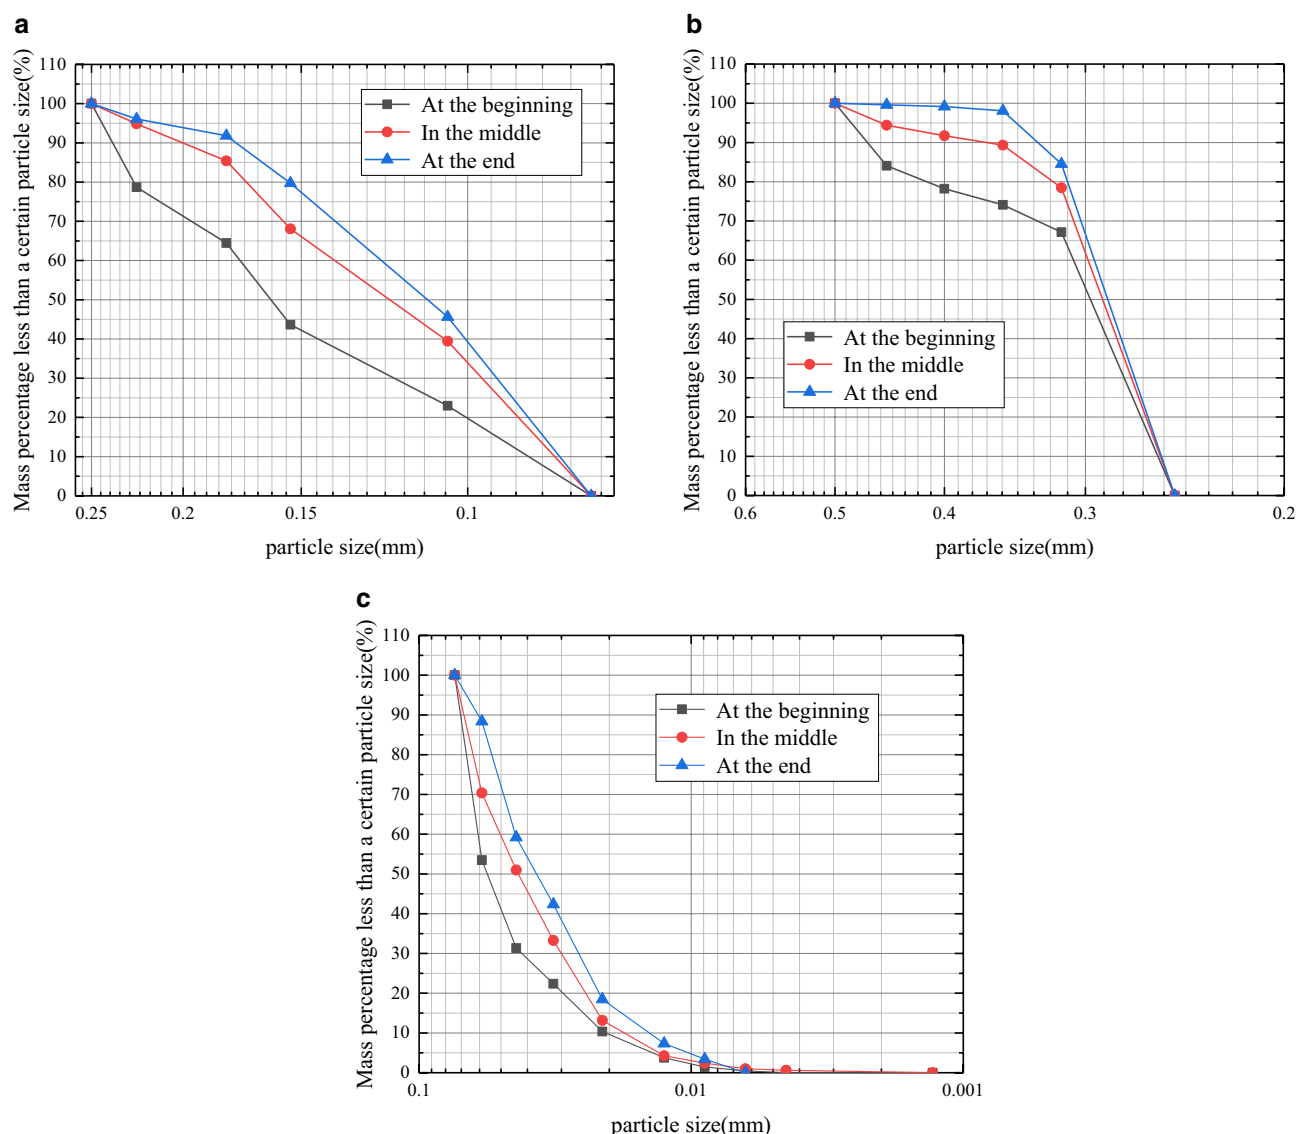 a
Mass percentage less than a certain particle size(%)
110
100
90
80
70
60
50
40
30
20
10
0
At the beginning
In the middle
At the end
0.25
0.2
0.15
0.1
particle size(mm)
b
Mass percentage less than a certain particle size(%)
110
100
90
80
70
60
50
40
30
20
10
0
At the beginning
In the middle
At the end
0.6
0.5
0.4
0.3
0.2
particle size(mm)
c
Mass percentage less than a certain particle size(%)
110
100
90
80
70
60
50
40
30
20
10
0
At the beginning
In the middle
At the end
0.1
0.01
0.001
particle size(mm)